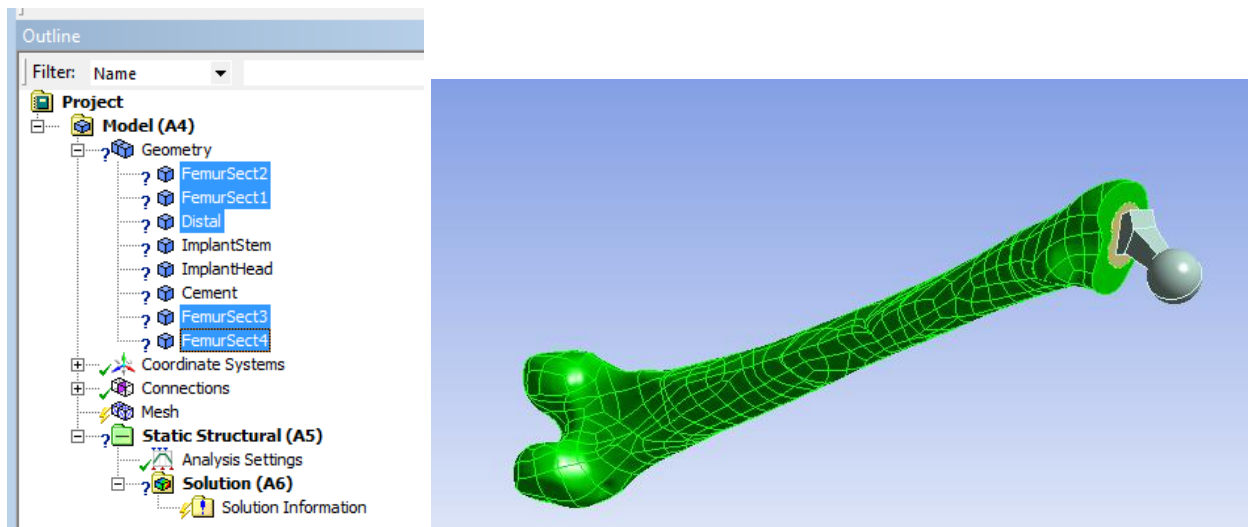 Outline
Filter: Name
Project
Model (A4)
Geometry
FemurSect2
FemurSect1
Distal
ImplantStem
ImplantHead
Cement
FemurSect3
FemurSect4
Coordinate Systems
Connections
Mesh
Static Structural (A5)
Analysis Settings
Solution (A6)
Solution Information